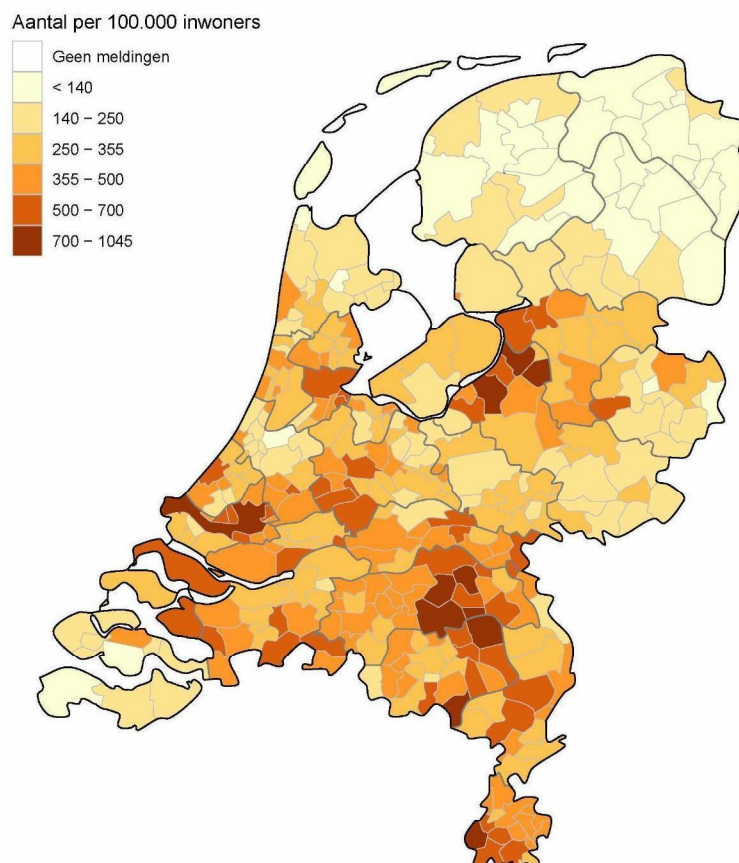 Aantal per 100.000 inwoners
Geen meldingen
< 140
140 − 250
250 − 355
355 − 500
500 − 700
700 − 1045